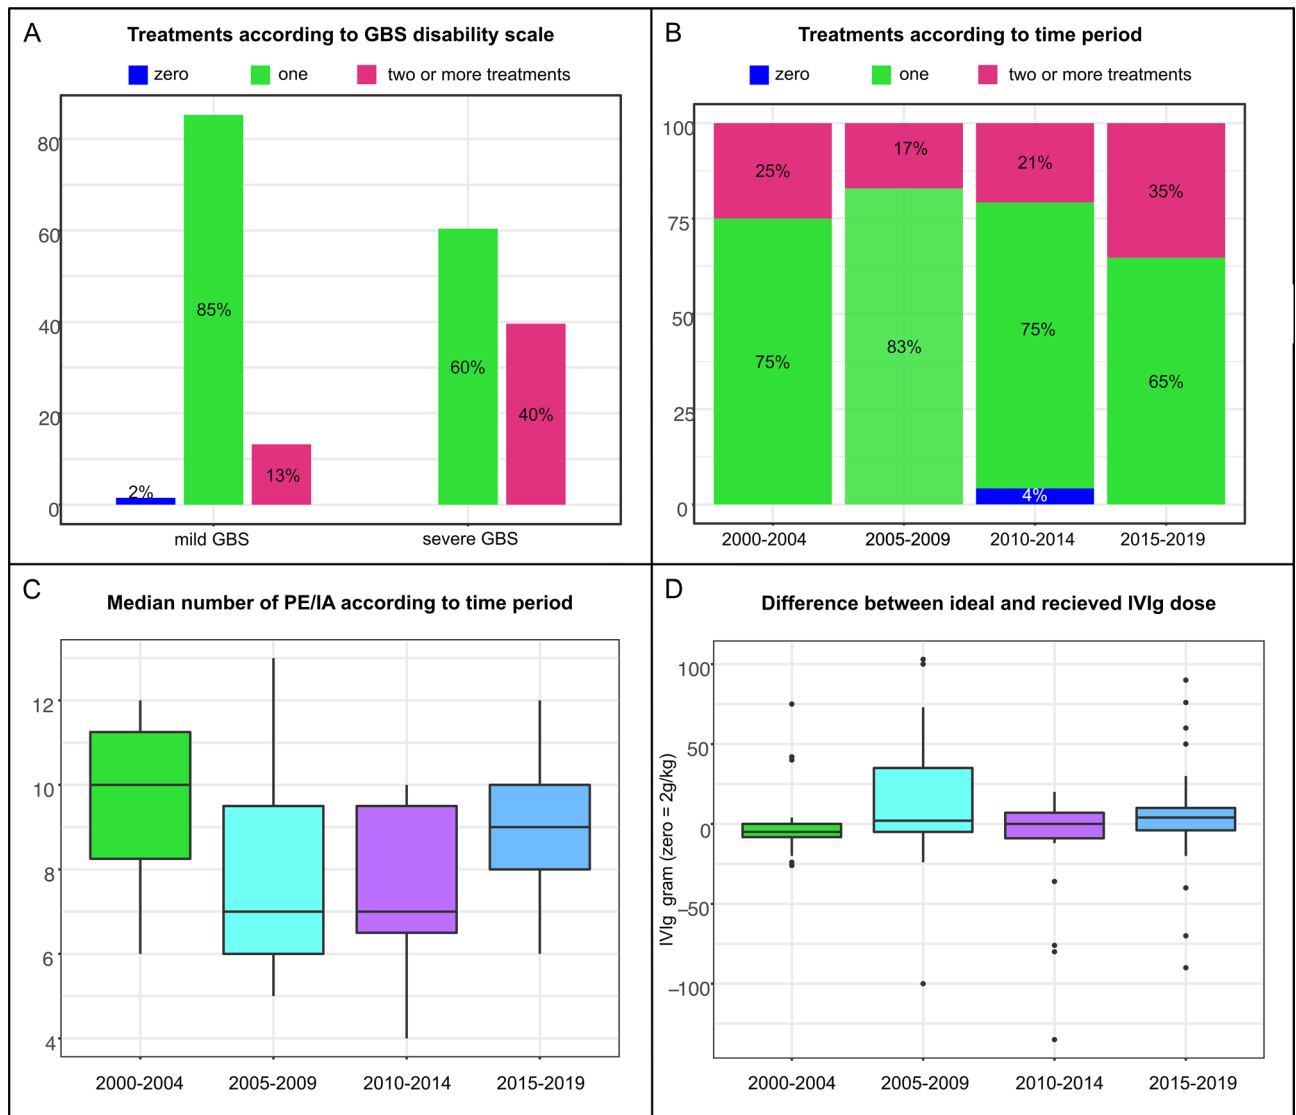 A
Treatments according to GBS disability scale
zero one two or more treatments
80
60
40
20
0
2%
85%
13%
60%
40%
mild GBS severe GBS
B
Treatments according to time period
zero one two or more treatments
100
75
50
25
0
25%
75%
17%
83%
21%
75%
4%
35%
65%
2000-2004 2005-2009 2010-2014 2015-2019
C
Median number of PE/IA according to time period
12
10
8
6
4
2000-2004 2005-2009 2010-2014 2015-2019
D
Difference between ideal and recieved IVIg dose
IVIg gram (zero = 2g/kg)
100
50
0
−50
−100
2000-2004 2005-2009 2010-2014 2015-2019